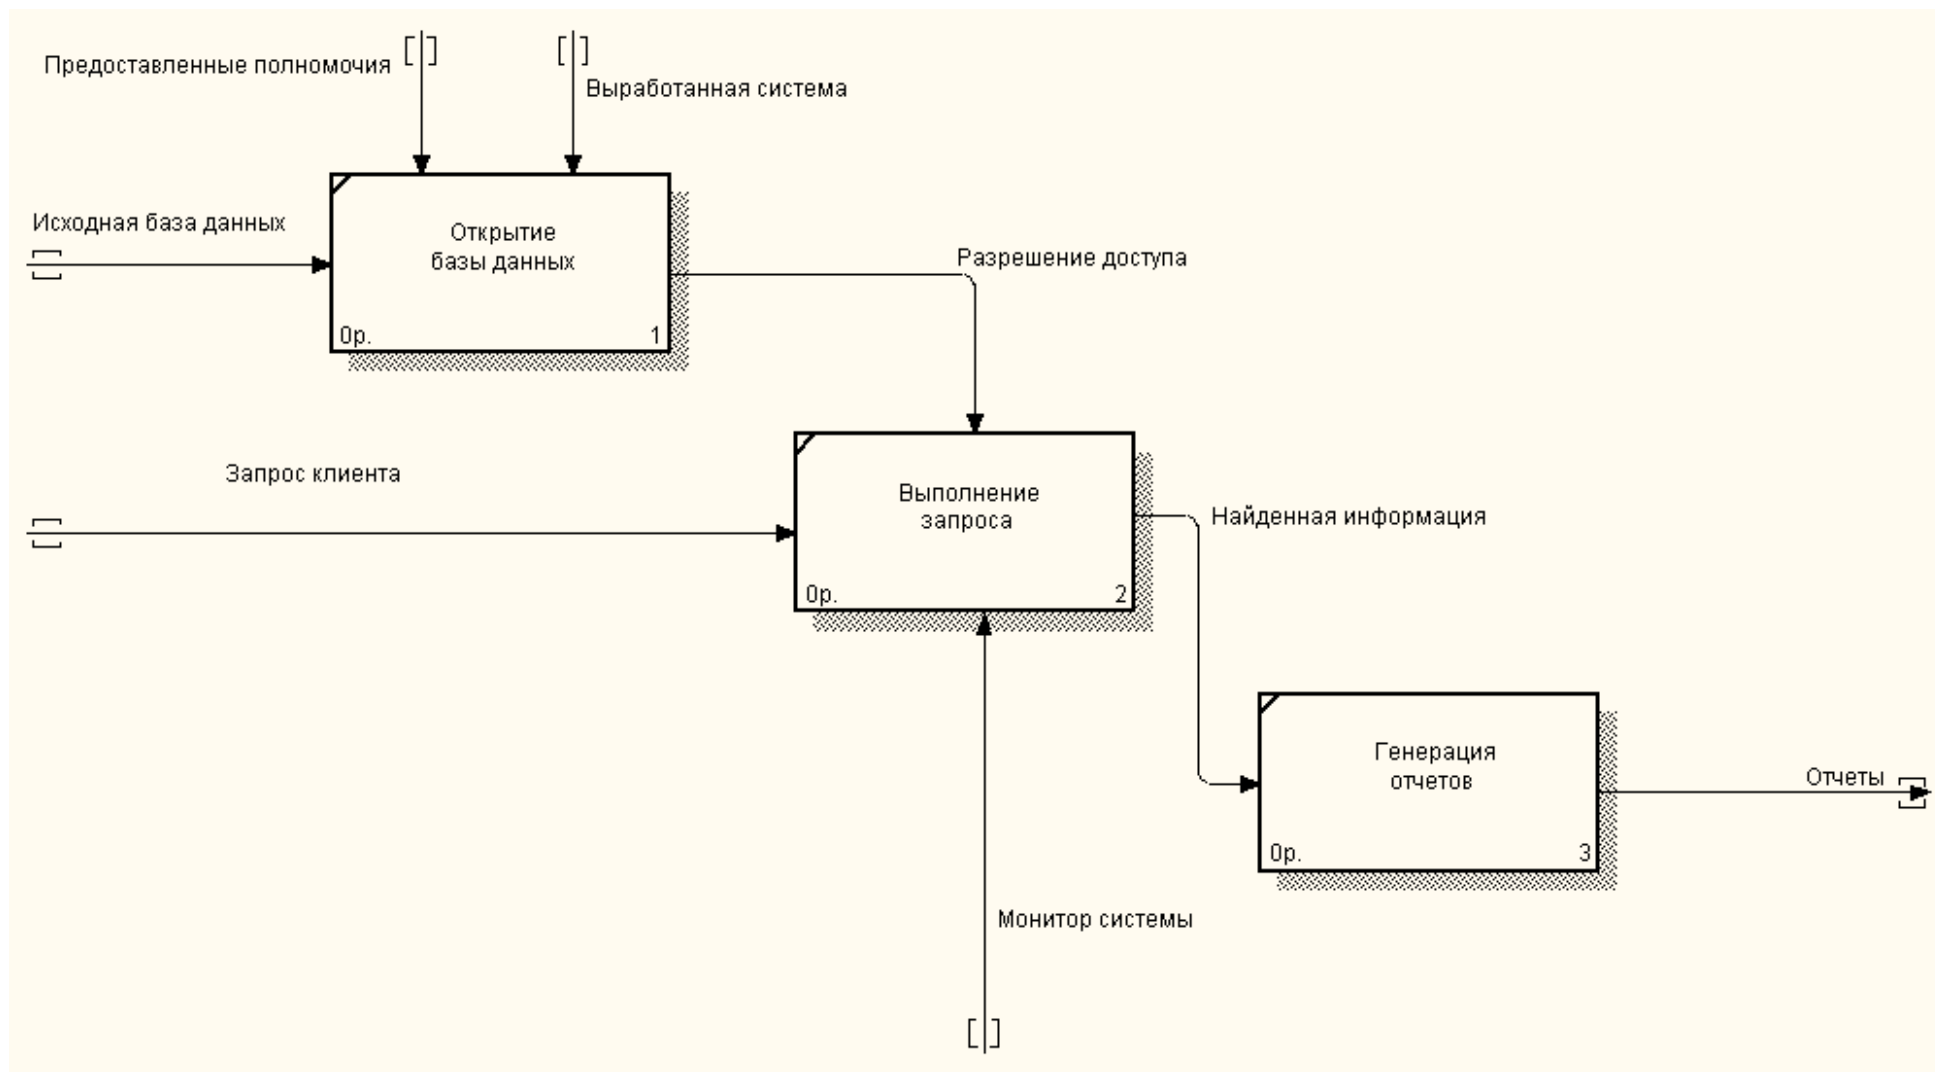 Предоставленные полномочия
Выработанная система
Исходная база данных
Открытие
базы данных
0р.
1
Разрешение доступа
Запрос клиента
Выполнение
запроса
0р.
2
Найденная информация
Генерация
отчетов
0р.
3
Отчеты
Монитор системы